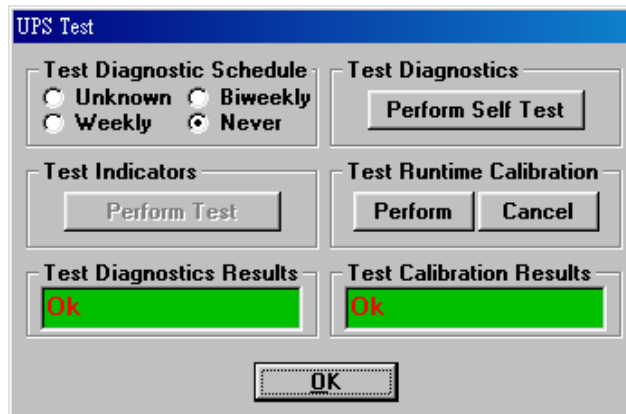 UPS Test
Test Diagnostic Schedule
Unknown Biweekly
Weekly Never
Test Diagnostics
Perform Self Test
Test Indicators
Perform Test
Test Runtime Calibration
Perform Cancel
Test Diagnostics Results
Ok
Test Calibration Results
Ok
OK